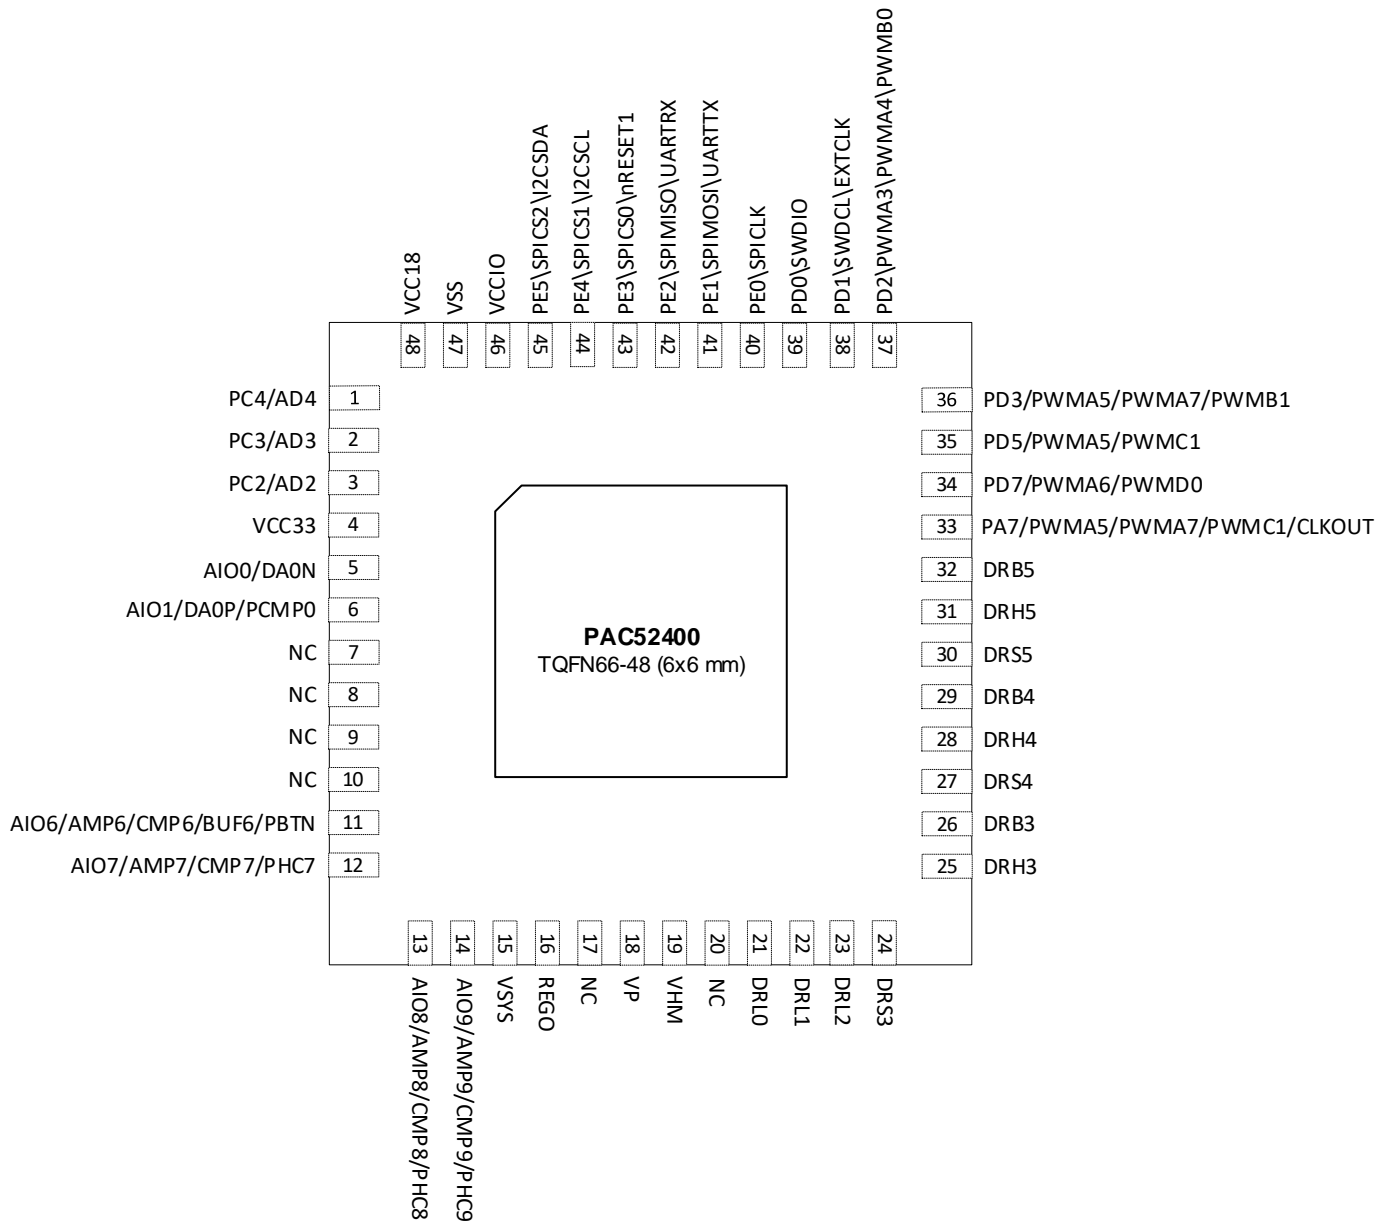 VCC18
VSS
VCCIO
PE5\SPICS2\I2CSDA
PE4\SPICS1\I2CSCL
PE3\SPICS0\nRESET1
PE2\SPIMISO\UARTRX
PE1\SPIMOSI\UARTTX
PE0\SPICLK
PD0\SWDIO
PD1\SWDCL\EXTCLK
PD2\PWMA3\PWMA4\PWMB0
48
47
46
45
44
43
42
41
40
39
38
37
PC4/AD4 1
PC3/AD3 2
PC2/AD2 3
VCC33 4
AIO0/DA0N 5
AIO1/DA0P/PCMP0 6
NC 7
NC 8
NC 9
NC 10
AIO6/AMP6/CMP6/BUF6/PBTN 11
AIO7/AMP7/CMP7/PHC7 12
PAC52400
TQFN66-48 (6x6 mm)
36 PD3/PWMA5/PWMA7/PWMB1
35 PD5/PWMA5/PWMC1
34 PD7/PWMA6/PWMD0
33 PA7/PWMA5/PWMA7/PWMC1/CLKOUT
32 DRB5
31 DRH5
30 DRS5
29 DRB4
28 DRH4
27 DRS4
26 DRB3
25 DRH3
13
14
15
16
17
18
19
20
21
22
23
24
AIO8/AMP8/CMP8/PHC8
AIO9/AMP9/CMP9/PHC9
VSYS
REGO
NC
VP
VHM
NC
DRL0
DRL1
DRL2
DRS3